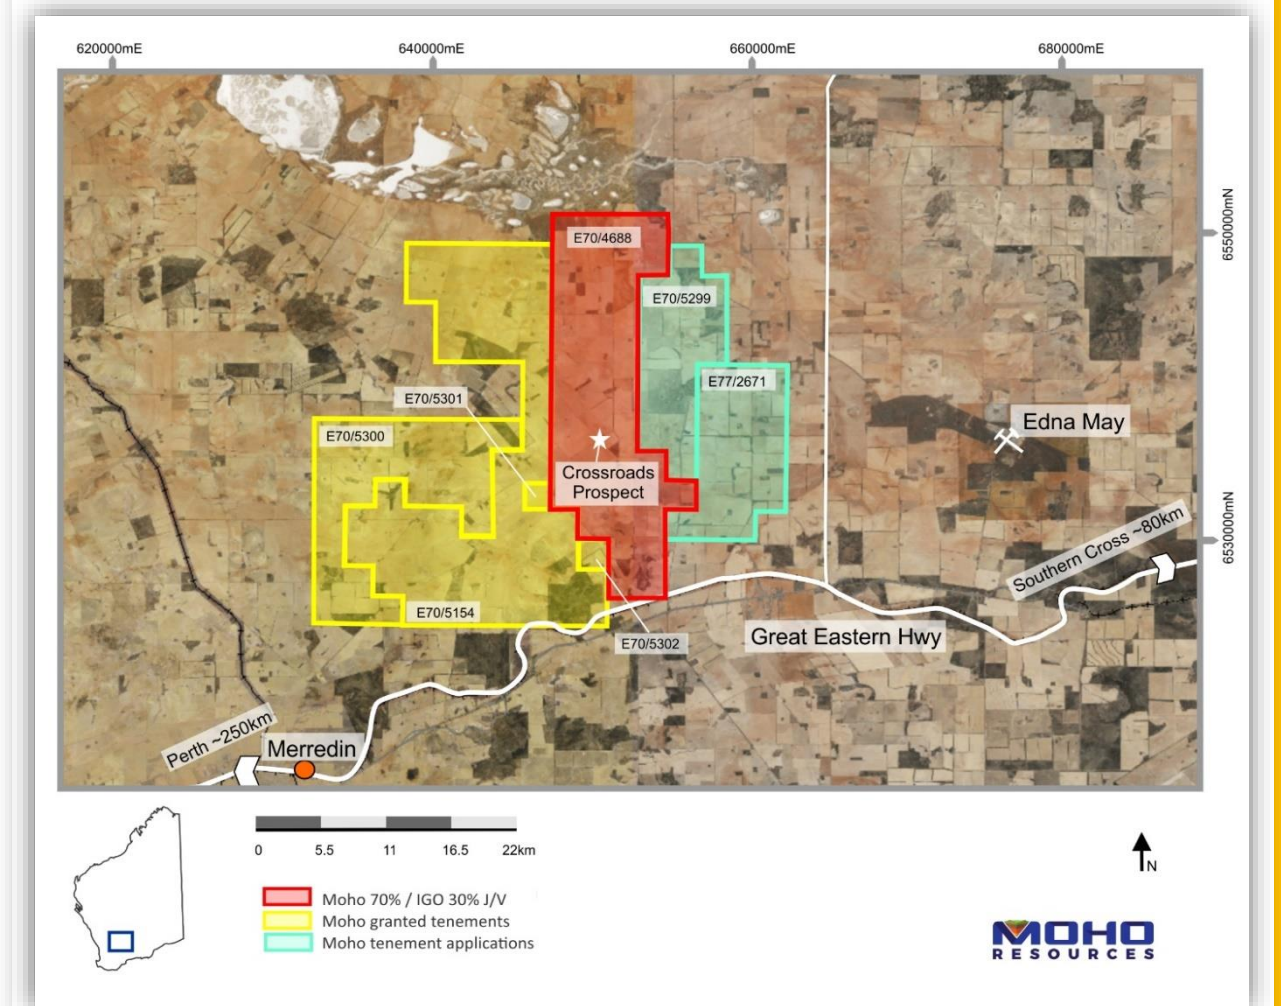 620000mE
640000mE
660000mE
680000mE
6550000mN
E70/4688
E70/5299
E77/2671
E70/5301
E70/5300
Edna May
Crossroads
Prospect
6530000mN
Southern Cross ~80km
E70/5154
E70/5302
Great Eastern Hwy
Perth ~250km
Merredin
0 5.5 11 16.5 22km
N
Moho 70% / IGO 30% J/V
Moho granted tenements
Moho tenement applications
MOHO
RESOURCES